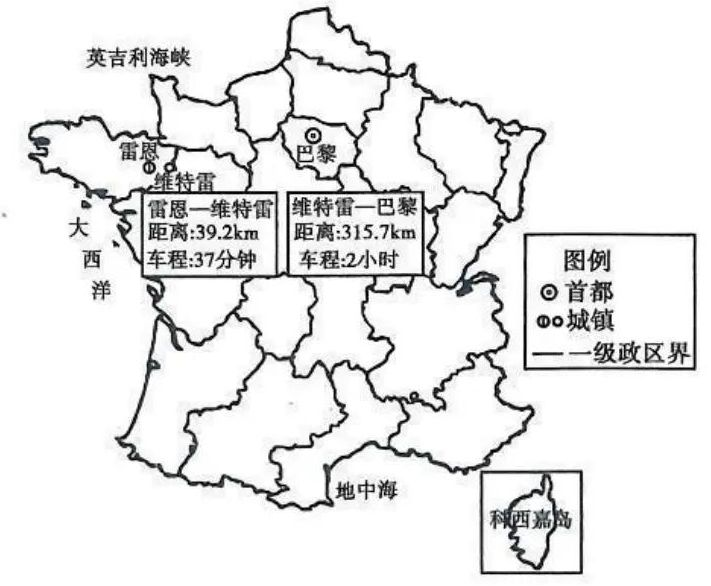 英吉利海峡
雷恩
维特雷
巴黎
雷恩—维特雷
距离:39.2km
车程:37分钟
维特雷—巴黎
距离:315.7km
车程:2小时
大西洋
图例
首都
城镇
一级政区界
地中海
科西嘉岛